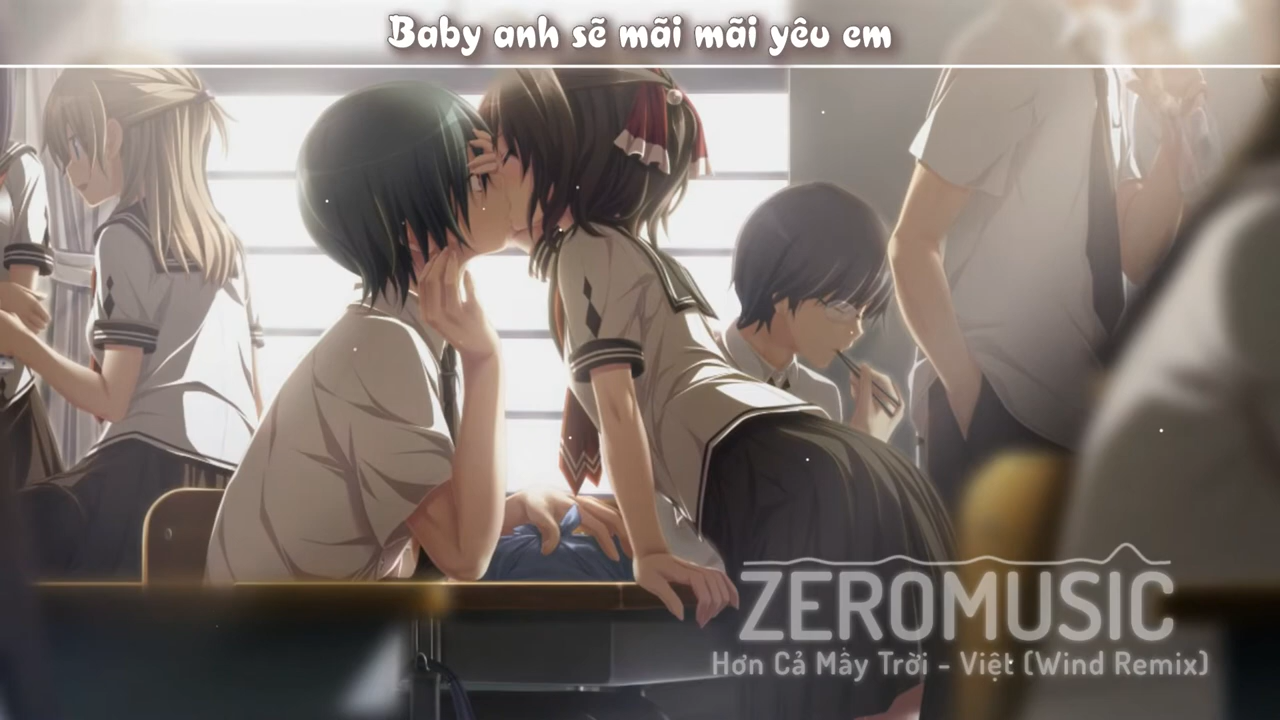 Baby anh sẽ mãi mãi yêu em
ZEROMUSIC
Hơn Cả Mây Trời - Việt (Wind Remix)